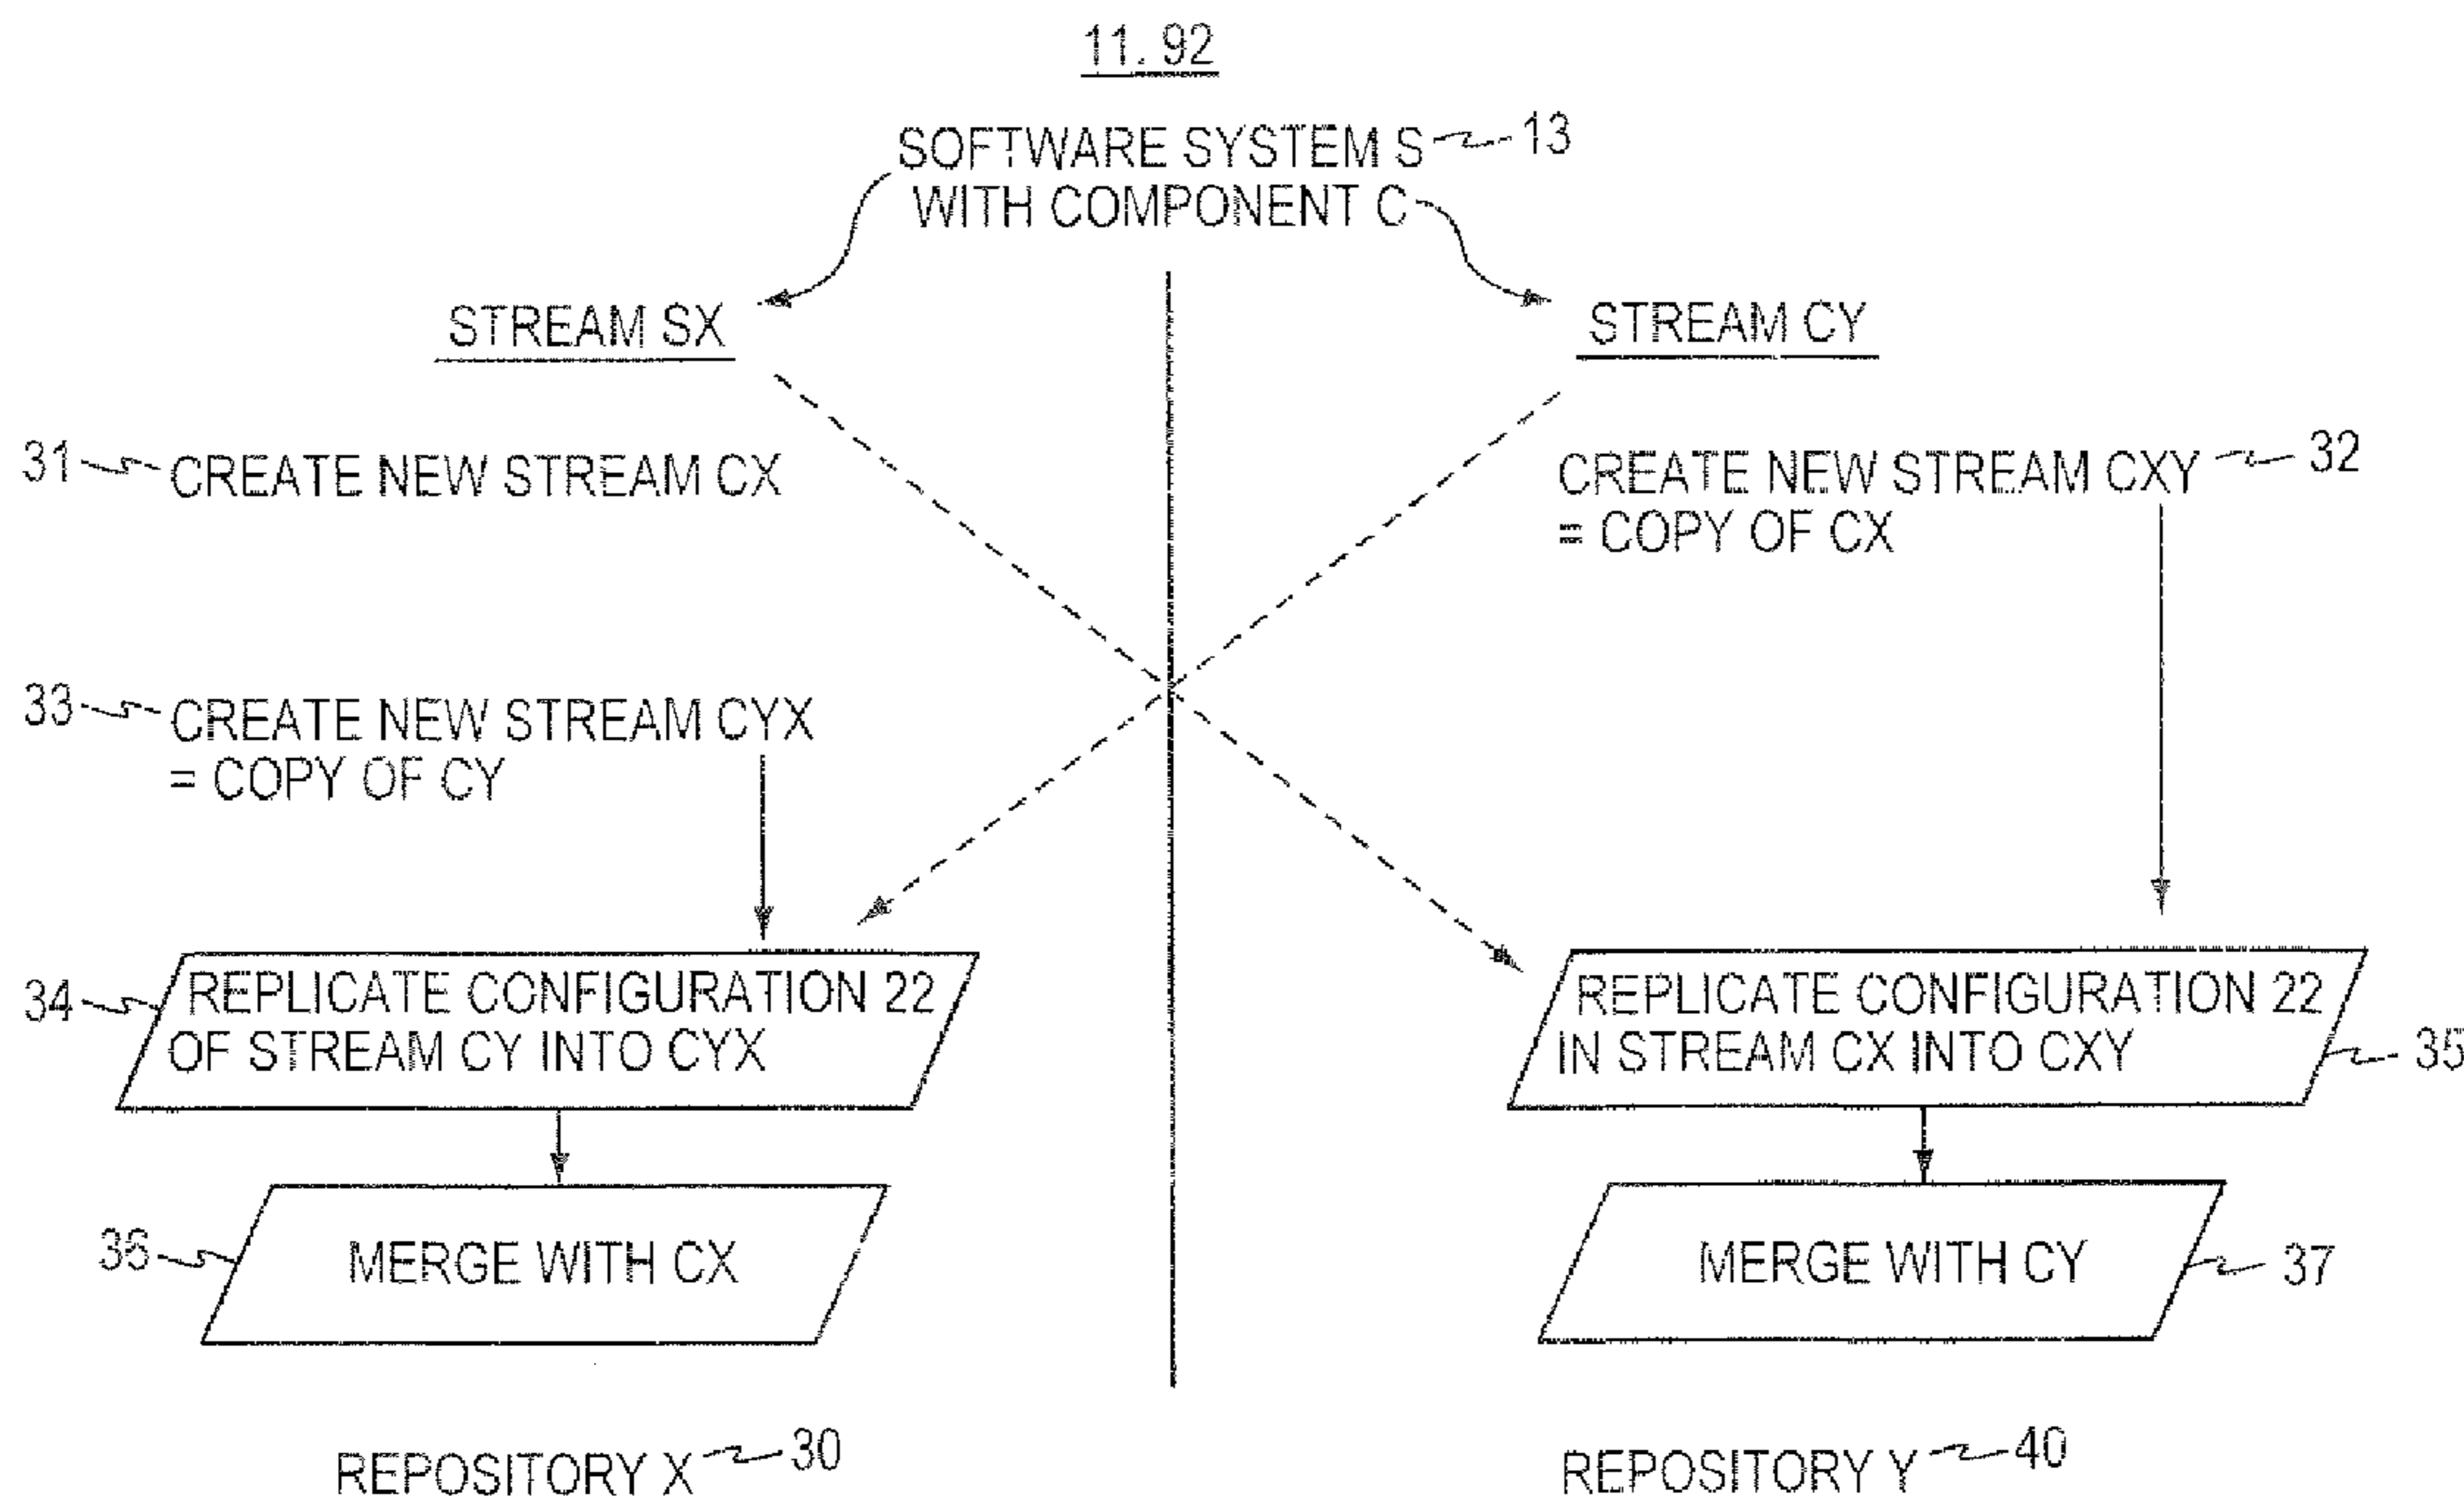 11.92
SOFTWARE SYSTEM S 13
WITH COMPONENT C
STREAM SX
STREAM CY
31 CREATE NEW STREAM CX
CREATE NEW STREAM CXY 32
= COPY OF CX
33 CREATE NEW STREAM CYX
= COPY OF CY
34 REPLICATE CONFIGURATION 22
OF STREAM CY INTO CYX
REPLICATE CONFIGURATION 22
IN STREAM CX INTO CXY 35
36 MERGE WITH CX
MERGE WITH CY 37
REPOSITORY X 30
REPOSITORY Y 40